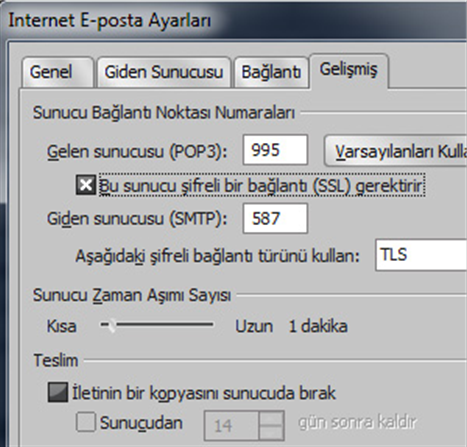 Internet E-posta Ayarları
Genel Giden Sunucusu Bağlantı Gelişmiş
Sunucu Bağlantı Noktası Numaraları
Gelen sunucusu (POP3): 995 Varsayılanları Kulla
Bu sunucu şifreli bir bağlantı (SSL) gerektirir
Giden sunucusu (SMTP): 587
Aşağıdaki şifreli bağlantı türünü kullan: TLS
Sunucu Zaman Aşımı Sayısı
Kısa Uzun 1 dakika
Teslim
İletinin bir kopyasını sunucuda bırak
Sunucudan 14 gün sonra kaldır